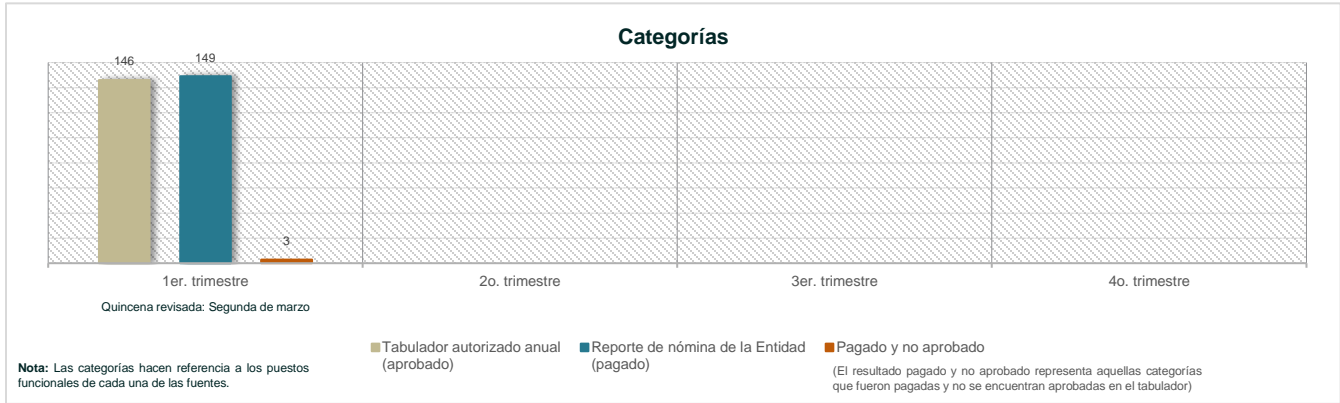 Categorías
146
149
3
1er. trimestre
2o. trimestre
3er. trimestre
4o. trimestre
Quincena revisada: Segunda de marzo
Tabulador autorizado anual
(aprobado)
Reporte de nómina de la Entidad
(pagado)
Pagado y no aprobado
(El resultado pagado y no aprobado representa aquellas categorías
que fueron pagadas y no se encuentran aprobadas en el tabulador)
Nota: Las categorías hacen referencia a los puestos
funcionales de cada una de las fuentes.